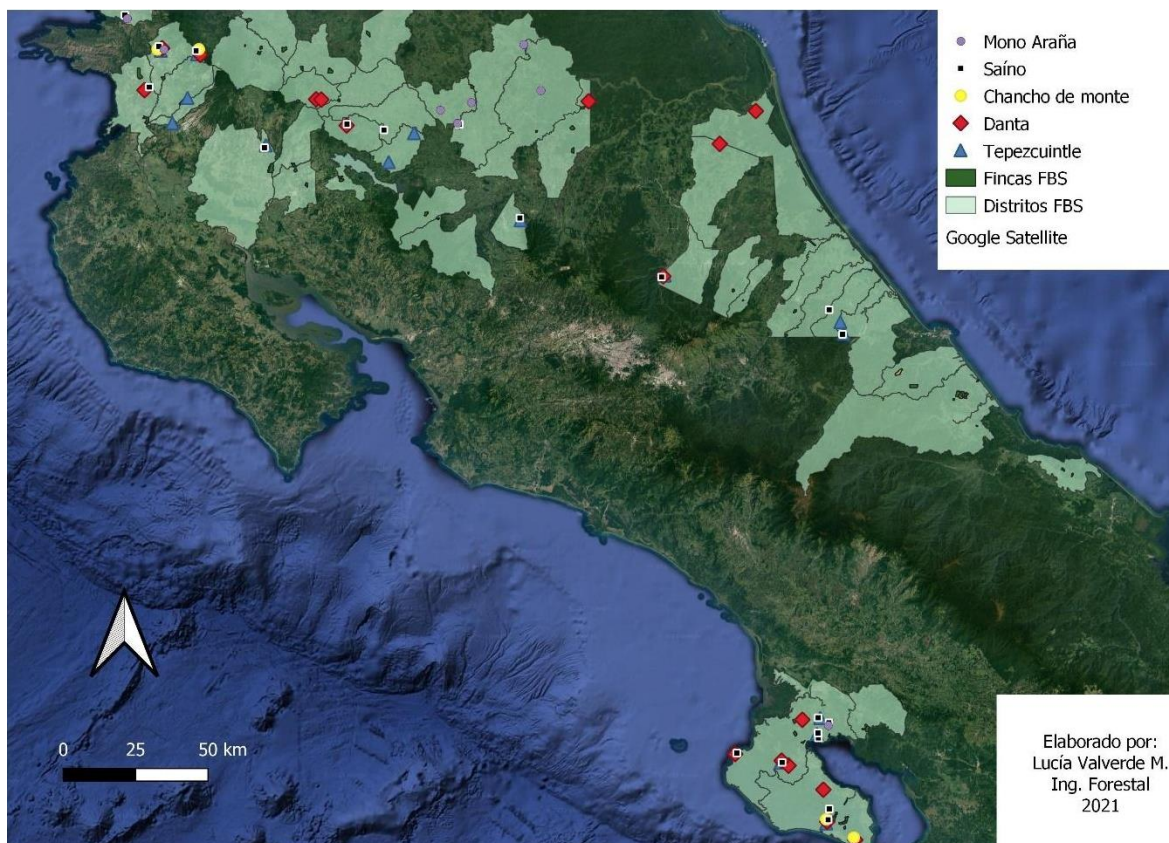 Mono Araña
Saíno
Chancho de monte
Danta
Tepezcuintle
Fincas FBS
Distritos FBS
Google Satellite
0 25 50 km
Elaborado por:
Lucía Valverde M.
Ing. Forestal
2021